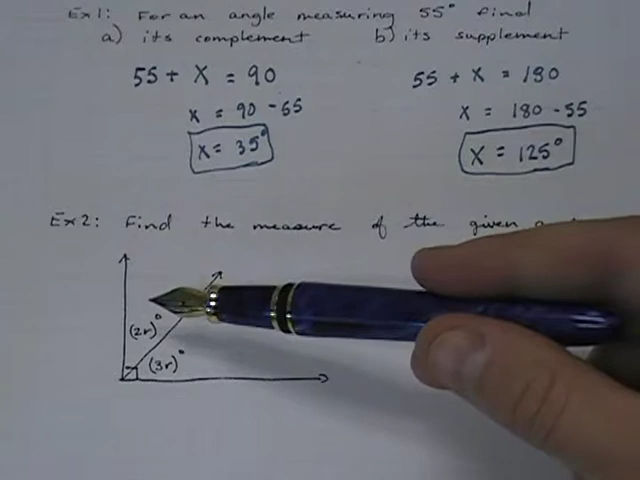 Ex1: For an angle measuring 55° find
a) its complement b) its supplement
55 + X = 90 55 + X = 180
X = 90 - 55 X = 180 - 55
X = 35° X = 125°
Ex2: Find the measure of the given
(2r)°
(3r)°